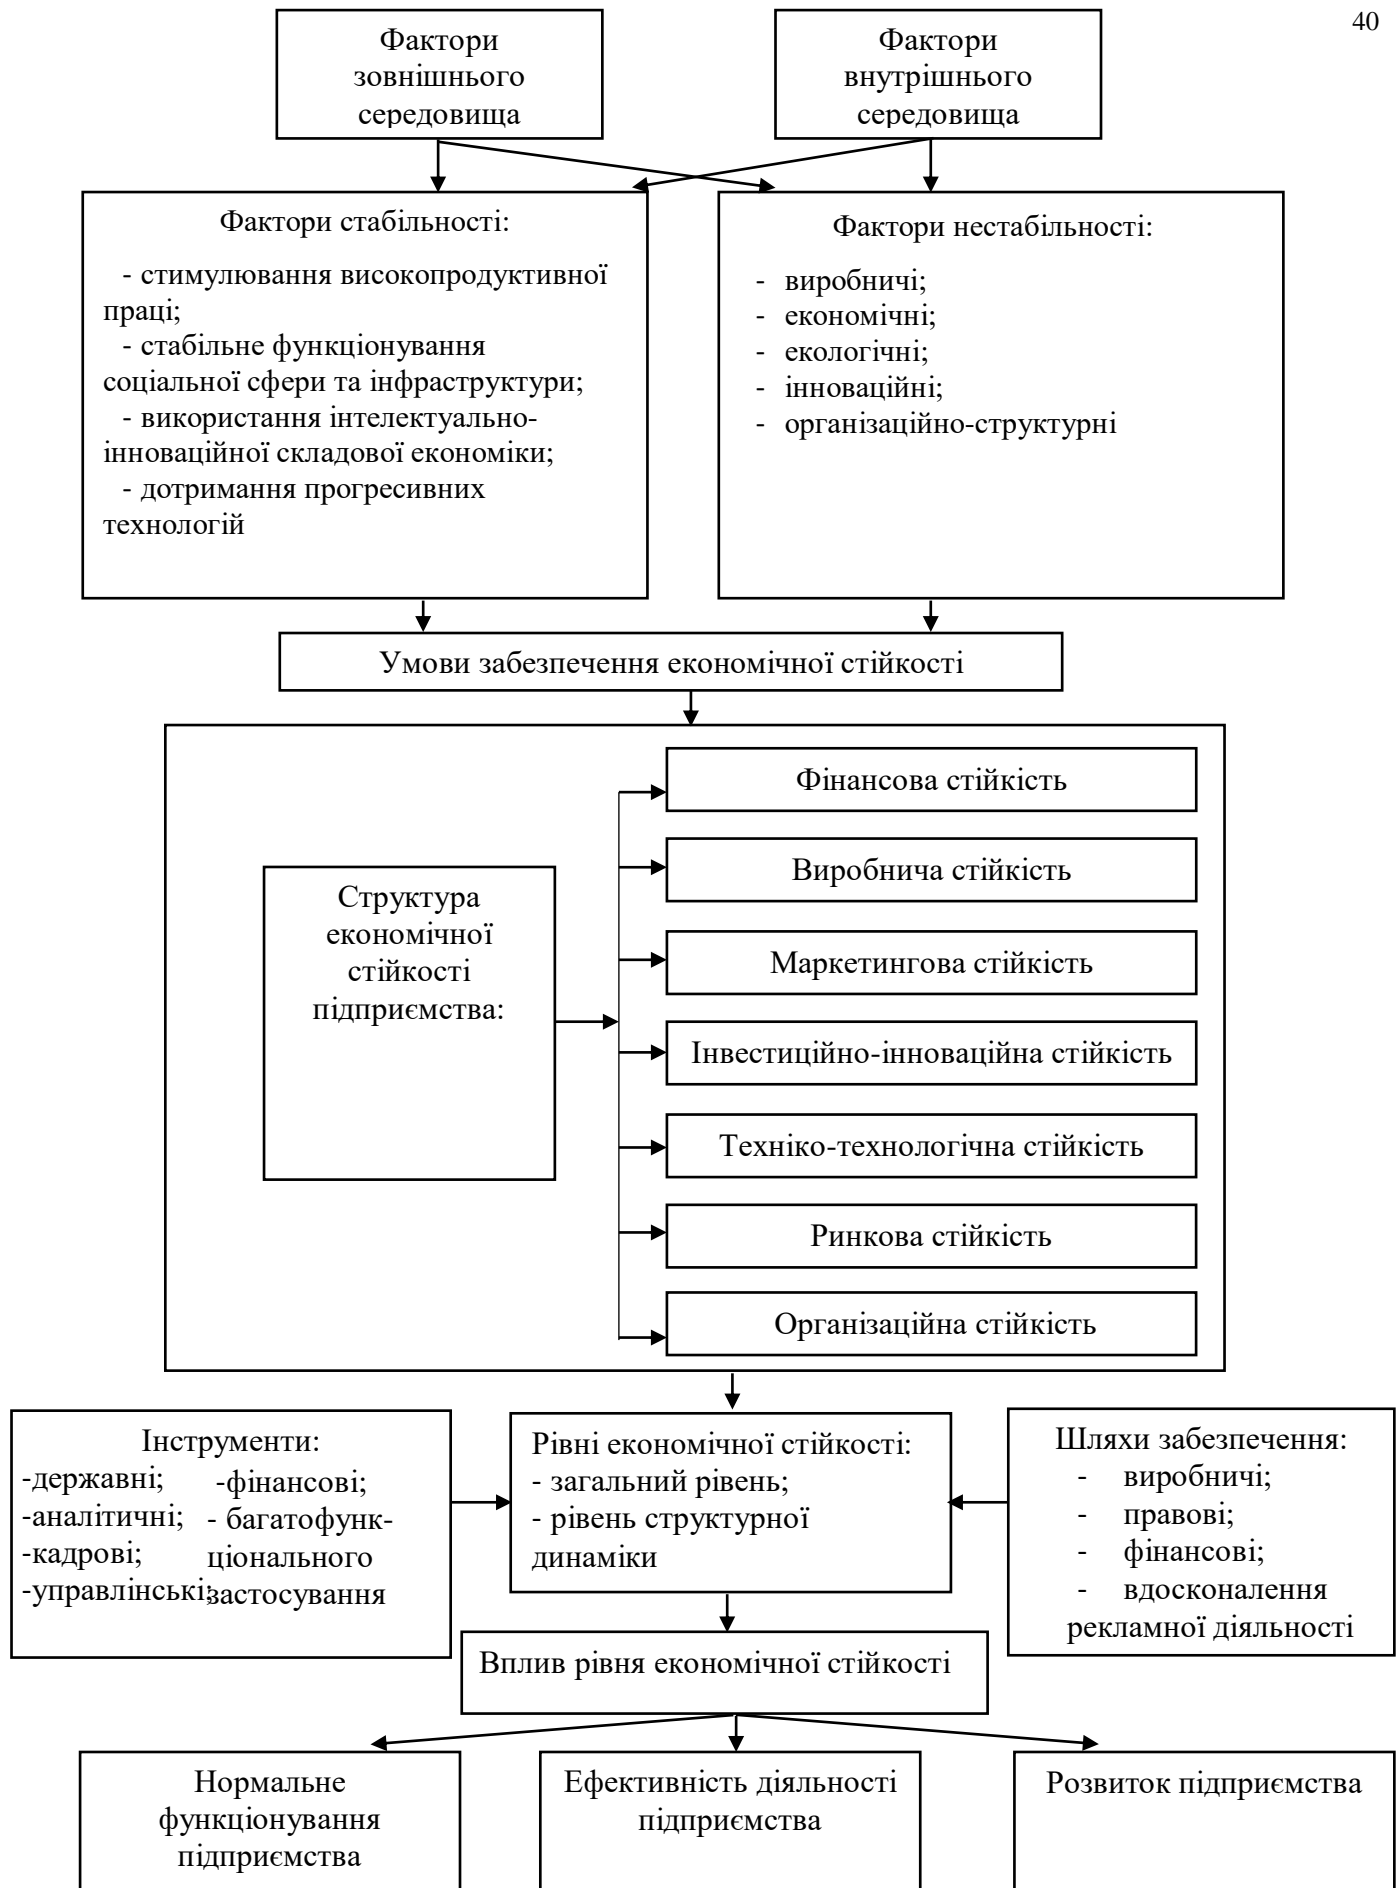 40
Фактори
зовнішнього
середовища
Фактори
внутрішнього
середовища
Фактори стабільності:
- стимулювання високопродуктивної
праці;
- стабільне функціонування
соціальної сфери та інфраструктури;
- використання інтелектуально-
інноваційної складової економіки;
- дотримання прогресивних
технологій
Фактори нестабільності:
- виробничі;
- економічні;
- екологічні;
- інноваційні;
- організаційно-структурні
Умови забезпечення економічної стійкості
Структура
економічної
стійкості
підприємства:
Фінансова стійкість
Виробнича стійкість
Маркетингова стійкість
Інвестиційно-інноваційна стійкість
Техніко-технологічна стійкість
Ринкова стійкість
Організаційна стійкість
Інструменти:
-державні;
-аналітичні;
-кадрові;
-управлінські;
-фінансові;
- багатофунк-
ціонального
застосування
Рівні економічної стійкості:
- загальний рівень;
- рівень структурної
динаміки
Шляхи забезпечення:
- виробничі;
- правові;
- фінансові;
- вдосконалення
рекламної діяльності
Вплив рівня економічної стійкості
Нормальне
функціонування
підприємства
Ефективність діяльності
підприємства
Розвиток підприємства